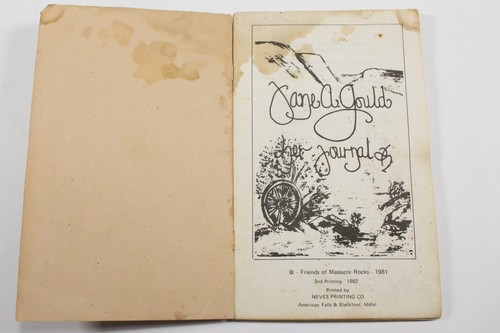 Jane A. Gould
her Journal
© - Friends of Massacre Rocks - 1981
2nd Printing - 1982
Printed by
NEVES PRINTING CO.
American Falls & Blackfoot, Idaho